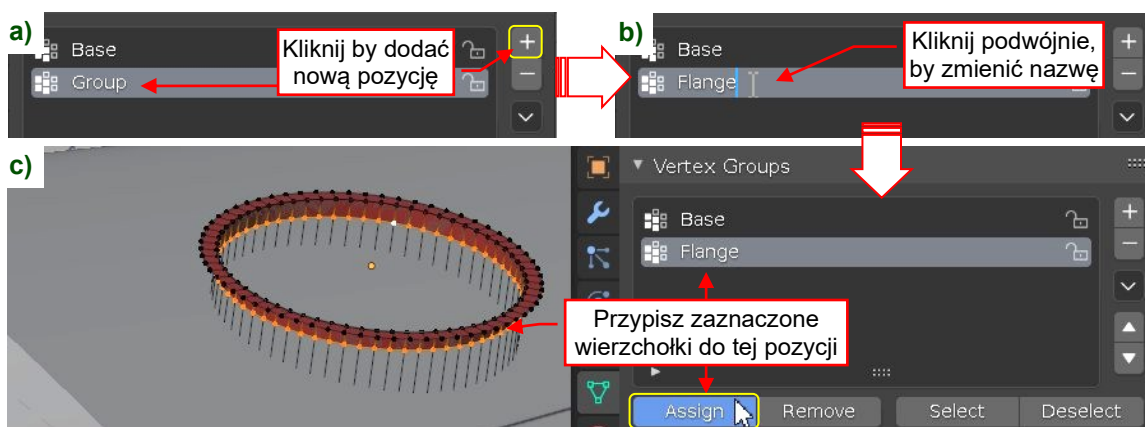 a)
Base
Group
Kliknij by dodać
nową pozycję
b)
Base
Flange
Kliknij podwójnie,
by zmienić nazwę
c)
Vertex Groups
Base
Flange
Przypisz zaznaczone
wierzchołki do tej pozycji
Assign
Remove
Select
Deselect